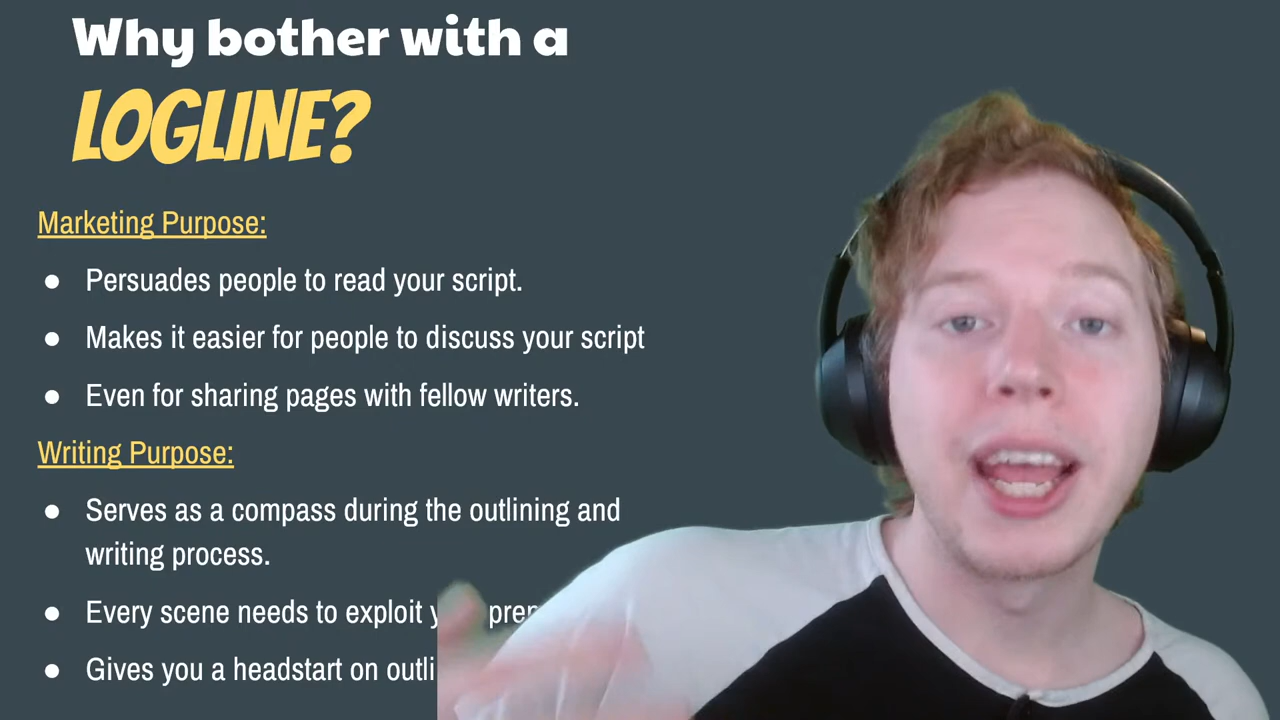 Why bother with a
LOGLINE?
Marketing Purpose:
● Persuades people to read your script.
● Makes it easier for people to discuss your script
● Even for sharing pages with fellow writers.
Writing Purpose:
● Serves as a compass during the outlining and
writing process.
● Every scene needs to exploit
● Gives you a headstart on